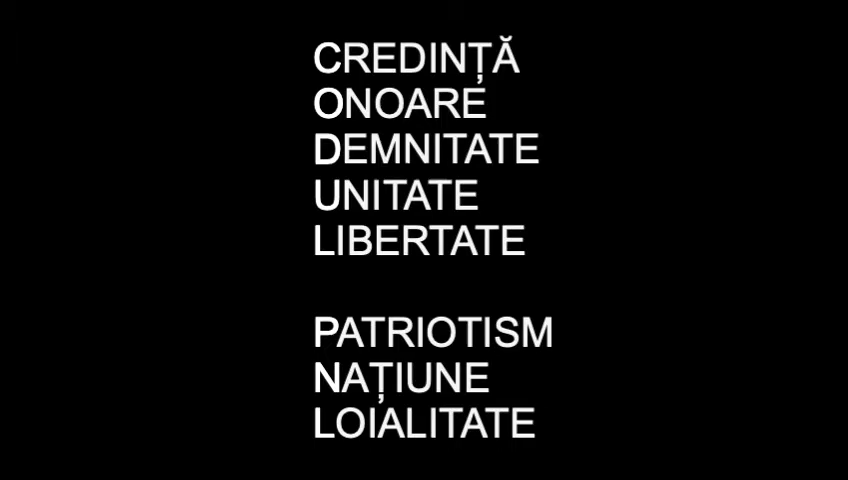 CREDINȚĂ
ONOARE
DEMNITATE
UNITATE
LIBERTATE
PATRIOTISM
NAȚIUNE
LOIALITATE